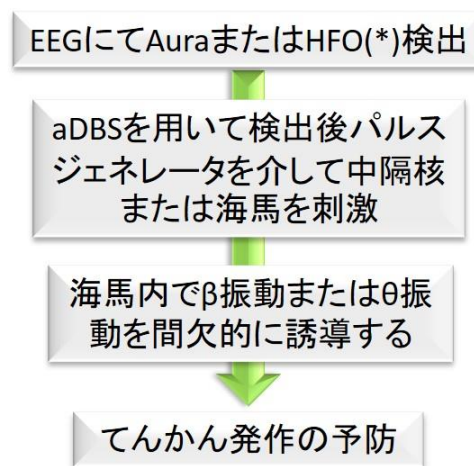 EEGにてAuraまたはHFO(*)検出
aDBSを用いて検出後パルス
ジェネレータを介して中隔核
または海馬を刺激
海馬内でβ振動またはθ振
動を間欠的に誘導する
てんかん発作の予防